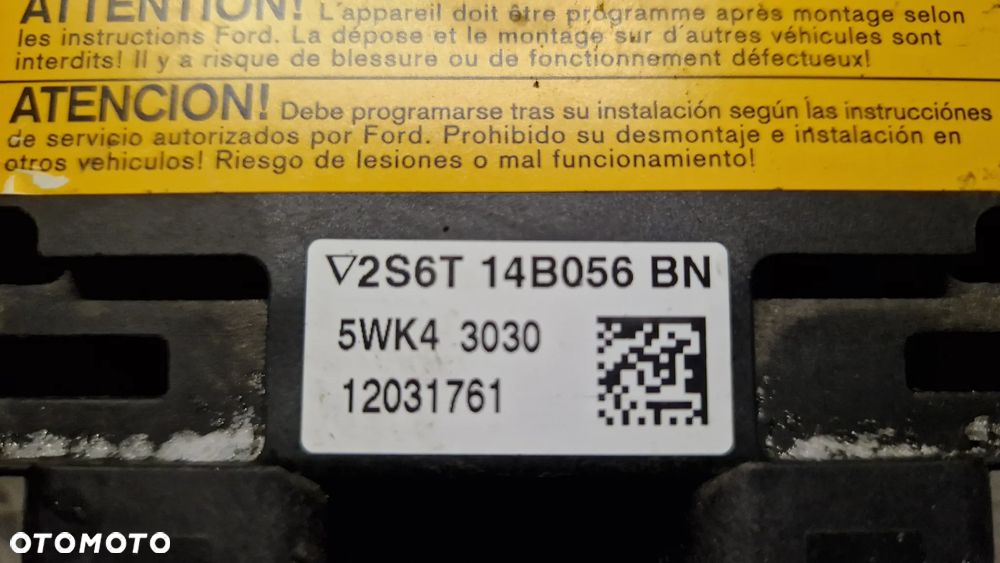 ATTENTION! L'appareil doit être programme après montage selon
les instructions Ford. La dépose et le montage sur d'autres véhicules sont
interdits! Il y a risque de blessure ou de fonctionnement défectueux!
ATENCION! Debe programarse tras su instalación según las instrucciónes
de servicio autorizados por Ford. Prohibido su desmontaje e instalación en
otros vehiculos! Riesgo de lesiones o mal funcionamiento!
▽2S6T 14B056 BN
5WK4 3030
12031761
OTOMOTO